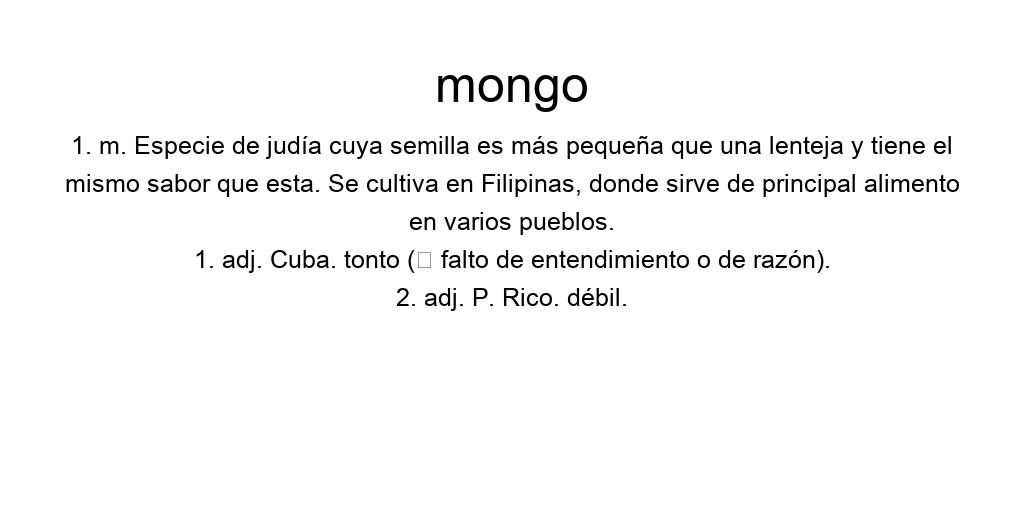 mongo
1. m. Especie de judía cuya semilla es más pequeña que una lenteja y tiene el
mismo sabor que esta. Se cultiva en Filipinas, donde sirve de principal alimento
en varios pueblos.
1. adj. Cuba. tonto (□ falto de entendimiento o de razón).
2. adj. P. Rico. débil.